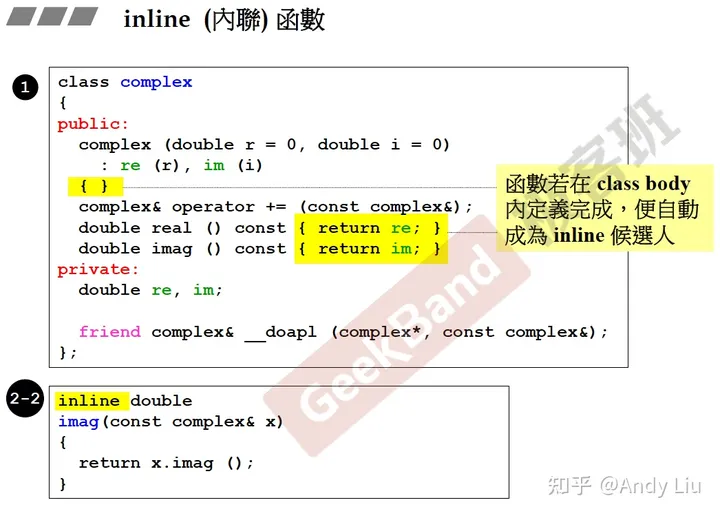 inline (內聯) 函數
1
class complex
{
public:
complex (double r = 0, double i = 0)
: re (r), im (i)
{ }
complex& operator += (const complex&);
double real () const { return re; }
double imag () const { return im; }
private:
double re, im;
friend complex& __doapl (complex*, const complex&);
};
函數若在 class body
內定義完成，便自動
成為 inline 候選人
2-2
inline double
imag(const complex& x)
{
return x.imag ();
}
GeekBand 极客班
知乎 @Andy Liu